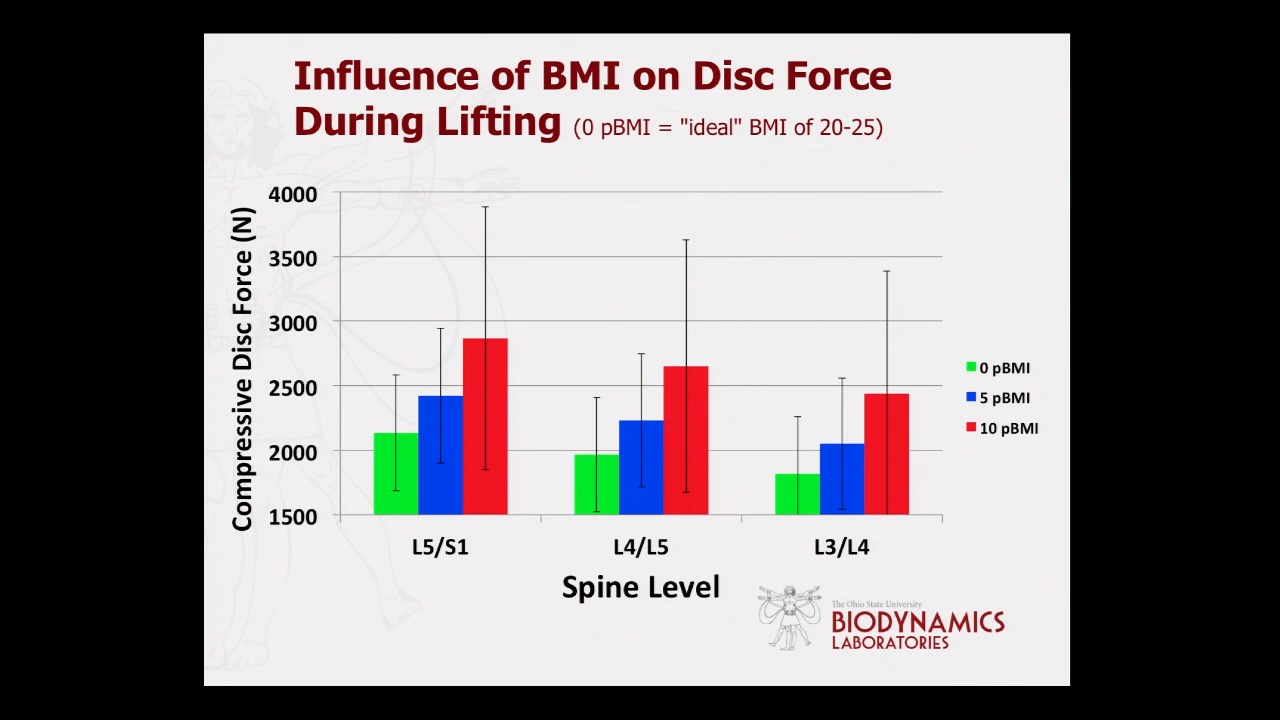 Influence of BMI on Disc Force
During Lifting (0 pBMI = "ideal" BMI of 20-25)
Compressive Disc Force (N)
4000
3500
3000
2500
2000
1500
L5/S1
L4/L5
L3/L4
Spine Level
0 pBMI
5 pBMI
10 pBMI
The Ohio State University
BIODYNAMICS
LABORATORIES